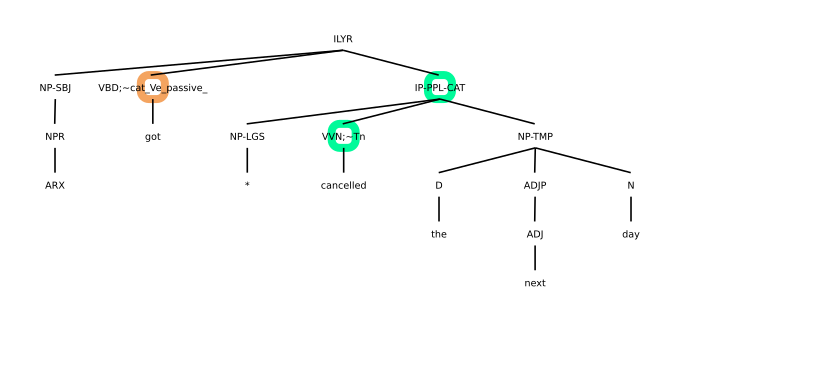 ILYR
NP-SBJ VBD;~cat_Ve_passive_ IP-PPL-CAT
NPR got NP-LGS VVN;~Tn NP-TMP
ARX * cancelled D ADJP N
the ADJ day
next